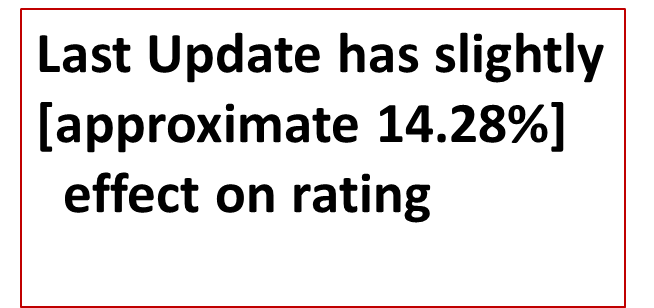 Last Update has slightly
[approximate 14.28%]
effect on rating